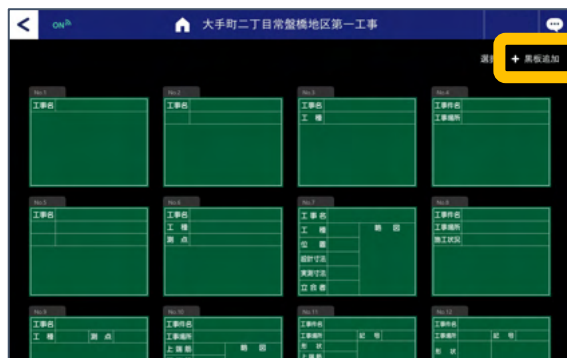 ON
大手町二丁目常盤橋地区第一工事
選
+ 黒板追加
No.1
No.2
No.3
No.4
工事名
工事名
工事名
工事件名
工 種
工事場所
No.5
No.6
No.7
No.8
工事名
工事名
工事名
工事件名
工 種
工 種
略 図
工事場所
測 点
位 置
施工状況
設計寸法
実測寸法
立会者
No.9
No.10
No.11
No.12
工事名
工事件名
工事件名
工事件名
工 種
測 点
工事場所
工事場所
記 号
工事場所
記 号
略 図
形 状
形 状